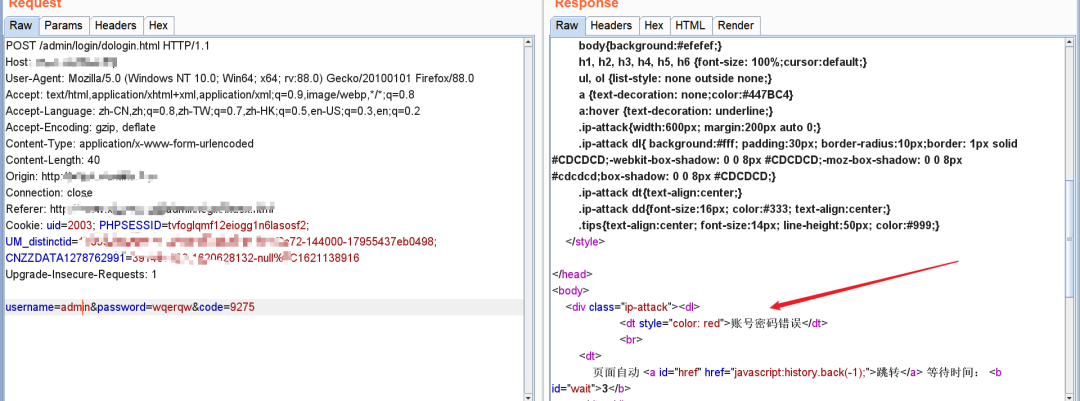 Request
Raw Params Headers Hex
POST /admin/login/dologin.html HTTP/1.1
Host:
User-Agent: Mozilla/5.0 (Windows NT 10.0; Win64; x64; rv:88.0) Gecko/20100101 Firefox/88.0
Accept: text/html,application/xhtml+xml,application/xml;q=0.9,image/webp,*/*;q=0.8
Accept-Language: zh-CN,zh;q=0.8,zh-TW;q=0.7,zh-HK;q=0.5,en-US;q=0.3,en;q=0.2
Accept-Encoding: gzip, deflate
Content-Type: application/x-www-form-urlencoded
Content-Length: 40
Origin: http:
Connection: close
Referer: http
Cookie: uid=2003; PHPSESSID=tvfoglqmf12eiogg1n6lasosf2;
UM_distinctid= e72-144000-17955437eb0498;
CNZZDATA1278762991= 1620628132-null% C1621138916
Upgrade-Insecure-Requests: 1
username=admin&password=wqerqw&code=9275
Response
Raw Headers Hex HTML Render
body{background:#efefef;}
h1, h2, h3, h4, h5, h6 {font-size: 100%;cursor:default;}
ul, ol {list-style: none outside none;}
a {text-decoration: none;color:#447BC4}
a:hover {text-decoration: underline;}
.ip-attack{width:600px; margin:200px auto 0;}
.ip-attack dl{ background:#fff; padding:30px; border-radius:10px;border: 1px solid
#CDCDCD;-webkit-box-shadow: 0 0 8px #CDCDCD;-moz-box-shadow: 0 0 8px
#cdcdcd;box-shadow: 0 0 8px #CDCDCD;}
.ip-attack dt{text-align:center;}
.ip-attack dd{font-size:16px; color:#333; text-align:center;}
.tips{text-align:center; font-size:14px; line-height:50px; color:#999;}
</style>
</head>
<body>
<div class="ip-attack"><dl>
<dt style="color: red">账号密码错误</dt>
<br>
<dt>
页面自动 <a id="href" href="javascript:history.back(-1);">跳转</a> 等待时间： <b
id="wait">3</b>